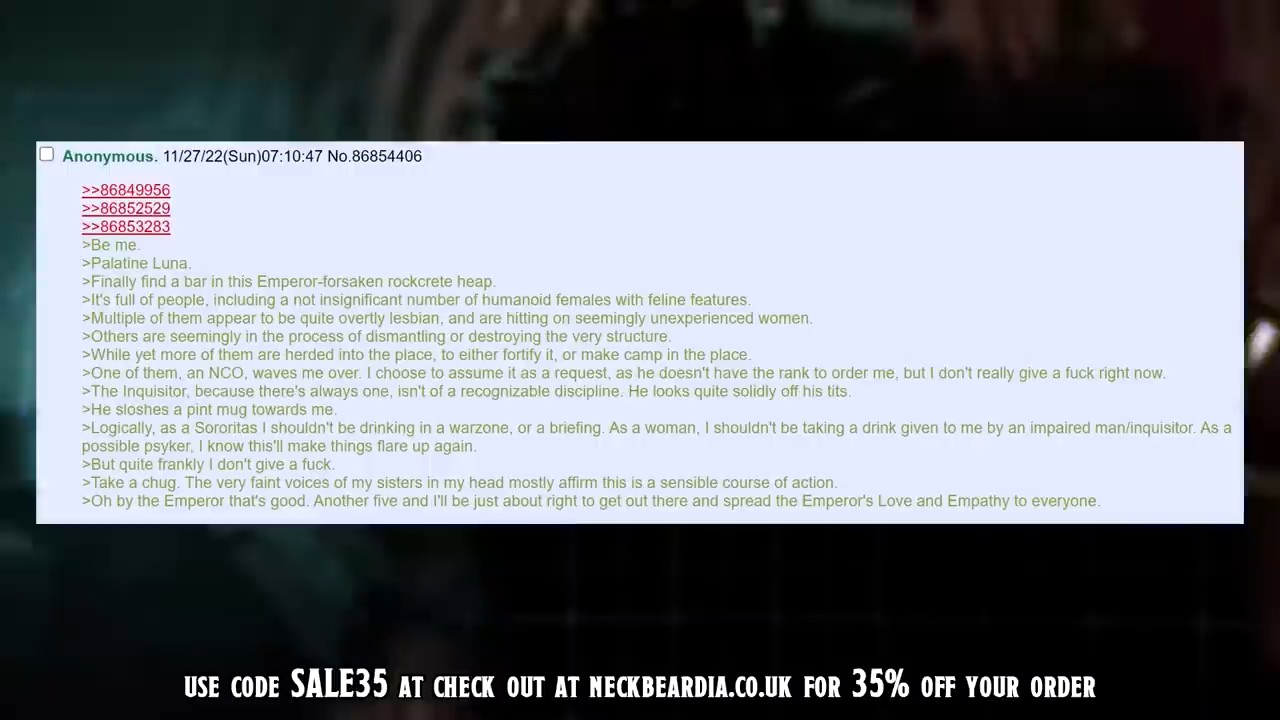 Anonymous. 11/27/22(Sun)07:10:47 No.86854406
>>86849956
>>86852529
>>86853283
>Be me.
>Palatine Luna.
>Finally find a bar in this Emperor-forsaken rockcrete heap.
>It's full of people, including a not insignificant number of humanoid females with feline features.
>Multiple of them appear to be quite overtly lesbian, and are hitting on seemingly unexperienced women.
>Others are seemingly in the process of dismantling or destroying the very structure.
>While yet more of them are herded into the place, to either fortify it, or make camp in the place.
>One of them, an NCO, waves me over. I choose to assume it as a request, as he doesn't have the rank to order me, but I don't really give a fuck right now.
>The Inquisitor, because there's always one, isn't of a recognizable discipline. He looks quite solidly off his tits.
>He sloshes a pint mug towards me.
>Logically, as a Sororitas I shouldn't be drinking in a warzone, or a briefing. As a woman, I shouldn't be taking a drink given to me by an impaired man/inquisitor. As a
possible psyker, I know this'll make things flare up again.
>But quite frankly I don't give a fuck.
>Take a chug. The very faint voices of my sisters in my head mostly affirm this is a sensible course of action.
>Oh by the Emperor that's good. Another five and I'll be just about right to get out there and spread the Emperor's Love and Empathy to everyone.
USE CODE SALE35 AT CHECK OUT AT NECKBEARDIA.CO.UK FOR 35% OFF YOUR ORDER